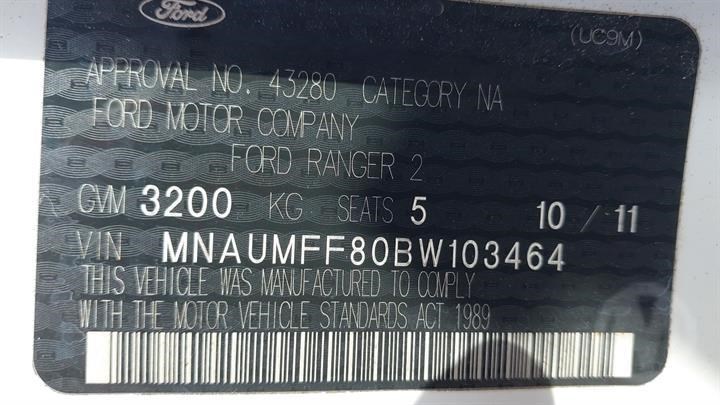 Ford
(UC9M)
APPROVAL NO. 43280 CATEGORY NA
FORD MOTOR COMPANY
FORD RANGER 2
GVM 3200 KG SEATS 5 10 / 11
VIN MNAUMFF80BW103464
THIS VEHICLE WAS MANUFACTURED TO COMPLY
WITH THE MOTOR VEHICLE STANDARDS ACT 1989